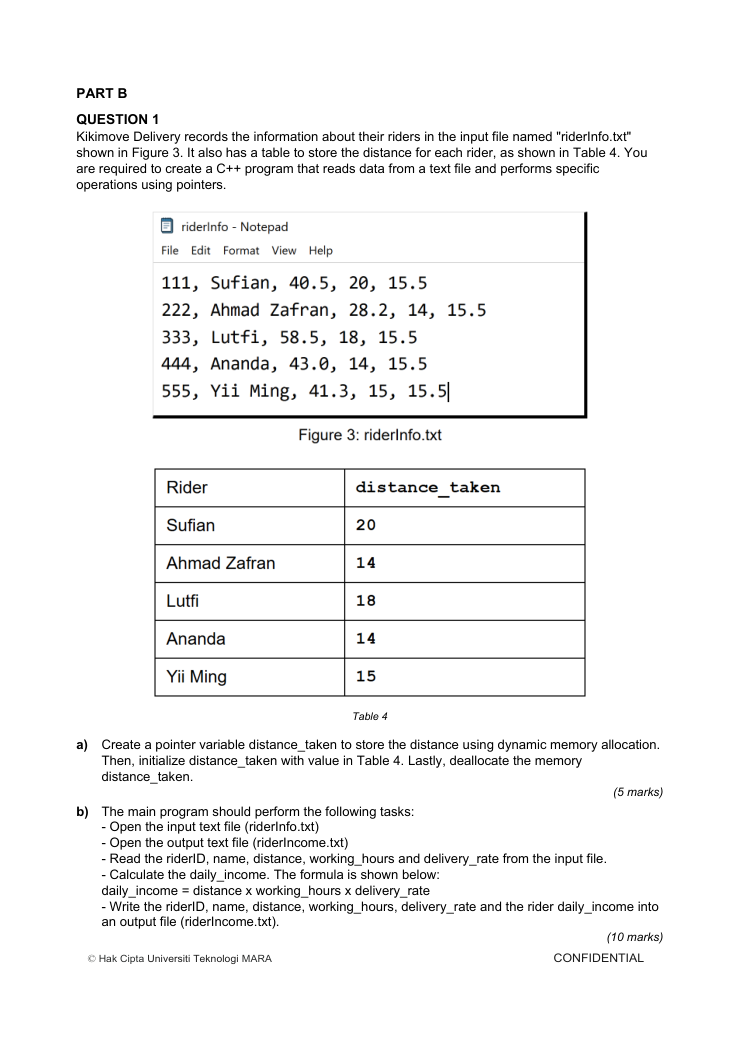 PART B
QUESTION 1
Kikimove Delivery records the information about their riders in the input file named "riderInfo.txt"
shown in Figure 3. It also has a table to store the distance for each rider, as shown in Table 4. You
are required to create a C++ program that reads data from a text file and performs specific
operations using pointers.
riderInfo - Notepad
File Edit Format View Help
111, Sufian, 40.5, 20, 15.5
222, Ahmad Zafran, 28.2, 14, 15.5
333, Lutfi, 58.5, 18, 15.5
444, Ananda, 43.0, 14, 15.5
555, Yii Ming, 41.3, 15, 15.5
Figure 3: riderInfo.txt
Rider distance_taken
Sufian 20
Ahmad Zafran 14
Lutfi 18
Ananda 14
Yii Ming 15
Table 4
a) Create a pointer variable distance_taken to store the distance using dynamic memory allocation.
Then, initialize distance_taken with value in Table 4. Lastly, deallocate the memory
distance_taken.
(5 marks)
b) The main program should perform the following tasks:
- Open the input text file (riderInfo.txt)
- Open the output text file (riderIncome.txt)
- Read the riderID, name, distance, working_hours and delivery_rate from the input file.
- Calculate the daily_income. The formula is shown below:
daily_income = distance x working_hours x delivery_rate
- Write the riderID, name, distance, working_hours, delivery_rate and the rider daily_income into
an output file (riderIncome.txt).
(10 marks)
© Hak Cipta Universiti Teknologi MARA CONFIDENTIAL